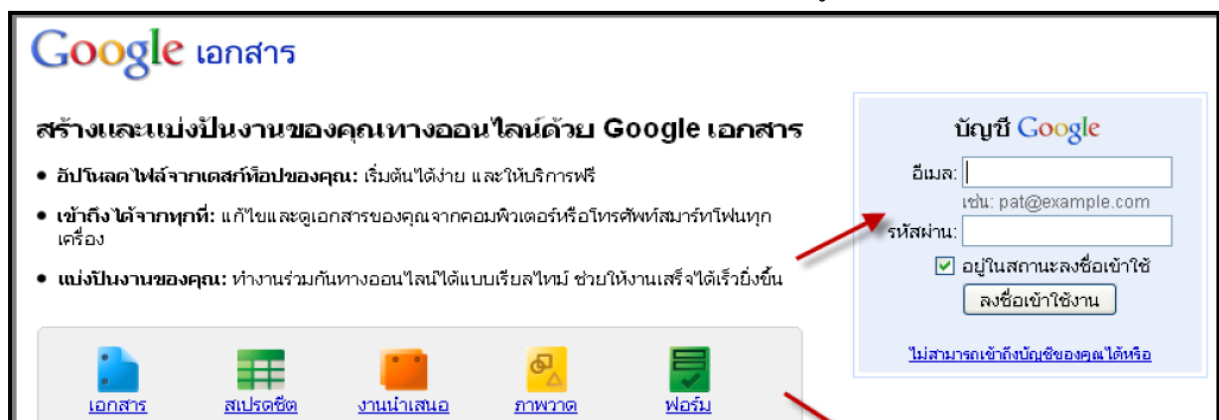 Google เอกสาร
สร้างและแบ่งปันงานของคุณทางออนไลน์ด้วย Google เอกสาร
อัปโหลดไฟล์จากเดสก์ท็อปของคุณ: เริ่มต้นได้ง่าย และให้บริการฟรี
เข้าถึงได้จากทุกที่: แก้ไขและดูเอกสารของคุณจากคอมพิวเตอร์หรือโทรศัพท์สมาร์ทโฟนทุก
เครื่อง
แบ่งปันงานของคุณ: ทำงานร่วมกันทางออนไลน์ได้แบบเรียลไทม์ ช่วยให้งานเสร็จได้เร็วยิ่งขึ้น
เอกสาร สเปรดชีต งานนำเสนอ ภาพวาด ฟอร์ม
บัญชี Google
อีเมล:
เช่น: pat@example.com
รหัสผ่าน:
อยู่ในสถานะลงชื่อเข้าใช้
ลงชื่อเข้าใช้งาน
ไม่สามารถเข้าถึงบัญชีของคุณได้หรือ